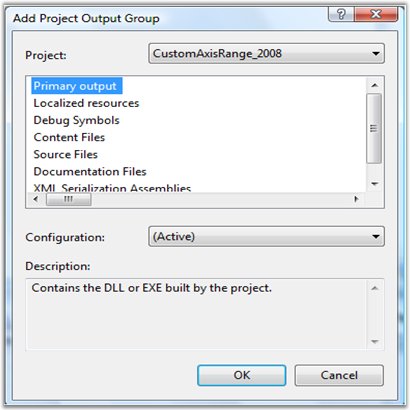 Add Project Output Group
Project: CustomAxisRange_2008
Primary output
Localized resources
Debug Symbols
Content Files
Source Files
Documentation Files
XML Serialization Assemblies
Configuration: (Active)
Description:
Contains the DLL or EXE built by the project.
OK Cancel